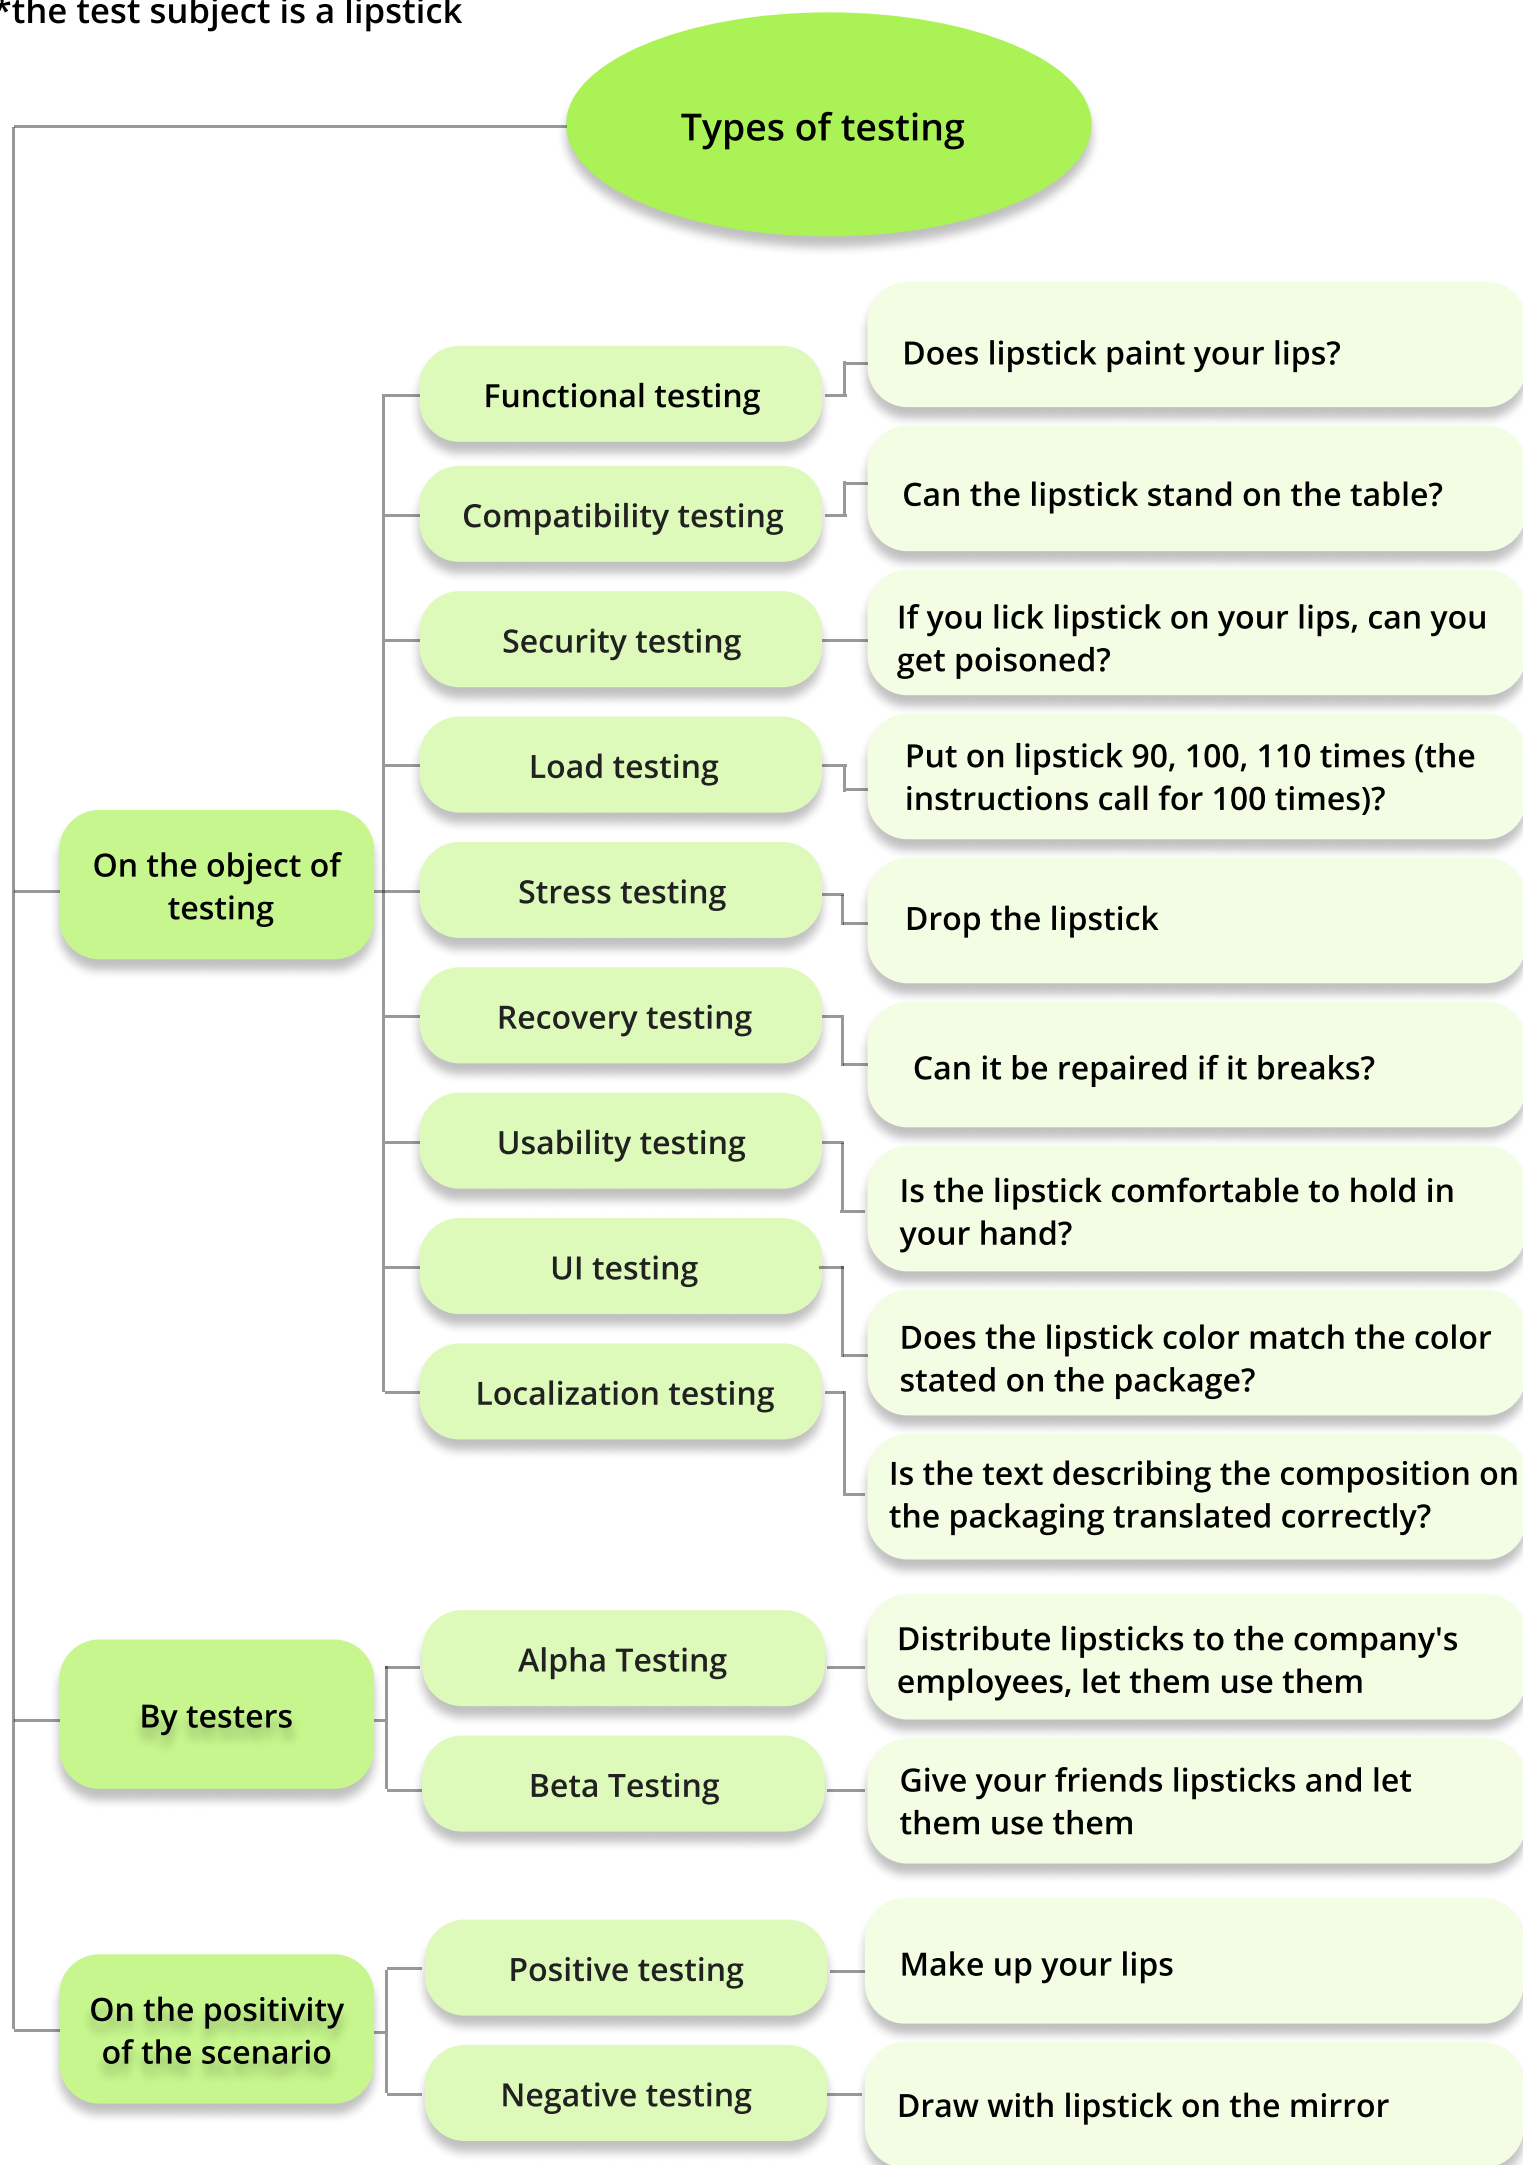 *the test subject is a lipstick
Types of testing
On the object of
testing
Functional testing
Does lipstick paint your lips?
Compatibility testing
Can the lipstick stand on the table?
Security testing
If you lick lipstick on your lips, can you
get poisoned?
Load testing
Put on lipstick 90, 100, 110 times (the
instructions call for 100 times)?
Stress testing
Drop the lipstick
Recovery testing
Can it be repaired if it breaks?
Usability testing
Is the lipstick comfortable to hold in
your hand?
UI testing
Does the lipstick color match the color
stated on the package?
Localization testing
Is the text describing the composition on
the packaging translated correctly?
By testers
Alpha Testing
Distribute lipsticks to the company's
employees, let them use them
Beta Testing
Give your friends lipsticks and let
them use them
On the positivity
of the scenario
Positive testing
Make up your lips
Negative testing
Draw with lipstick on the mirror